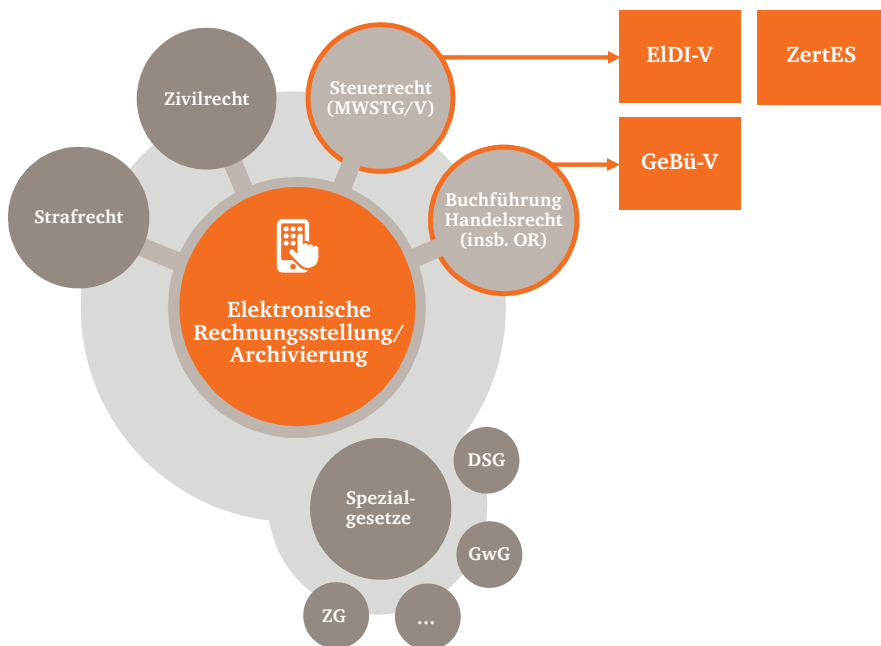 Strafrecht
Zivilrecht
Steuerrecht
(MWSTG/V)
Buchführung
Handelsrecht
(insb. OR)
ElDI-V
ZertES
GeBü-V
Elektronische
Rechnungsstellung/
Archivierung
Spezial-
gesetze
DSG
GwG
ZG
...